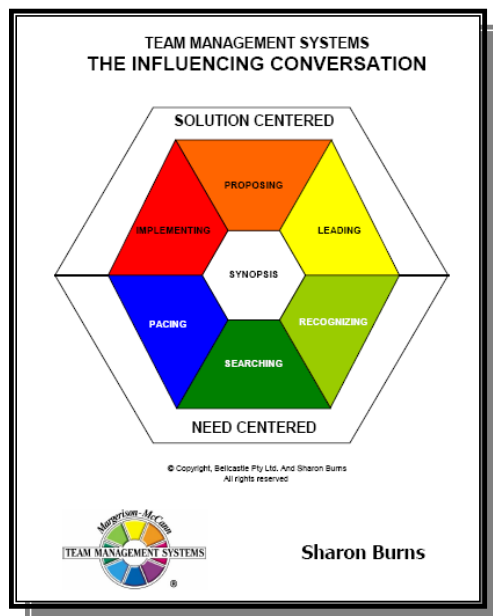 TEAM MANAGEMENT SYSTEMS
THE INFLUENCING CONVERSATION
SOLUTION CENTERED
PROPOSING
IMPLEMENTING
LEADING
SYNOPSIS
PACING
RECOGNIZING
SEARCHING
NEED CENTERED
© Copyright, Bellcastle Pty Ltd. And Sharon Burns
All rights reserved
Margerison-McCann
TEAM MANAGEMENT SYSTEMS
®
Sharon Burns